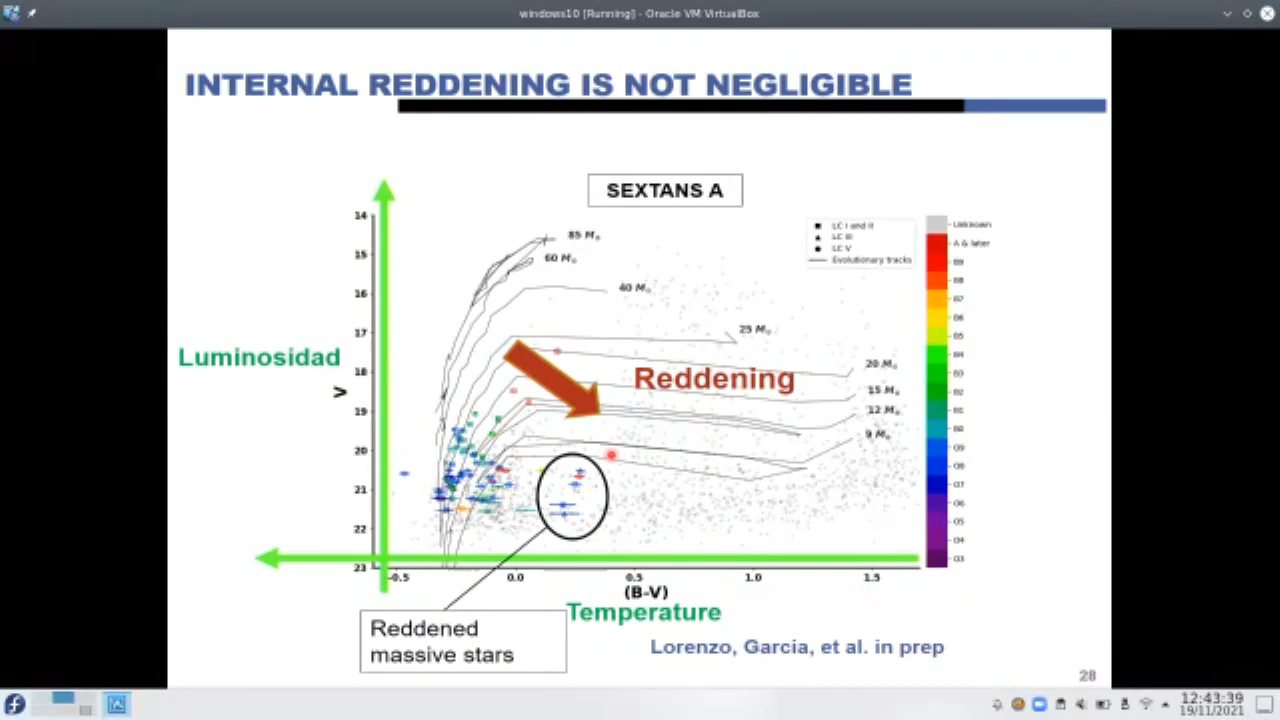 windows10 [Running] - Oracle VM VirtualBox
INTERNAL REDDENING IS NOT NEGLIGIBLE
SEXTANS A
14
15
16
17
18
19
20
21
22
23
V
Luminosidad
85 M☉
60 M☉
40 M☉
25 M☉
20 M☉
15 M☉
12 M☉
9 M☉
LC I and II
LC III
LC V
Evolutionary tracks
Reddening
Unknown
A & later
B9
B8
B7
B6
B5
B4
B3
B2
B1
B0
O9
O8
O7
O6
O5
O4
O3
-0.5
0.0
0.5
1.0
1.5
(B-V)
Temperature
Reddened
massive stars
Lorenzo, Garcia, et al. in prep
28
12:43:39
19/11/2021